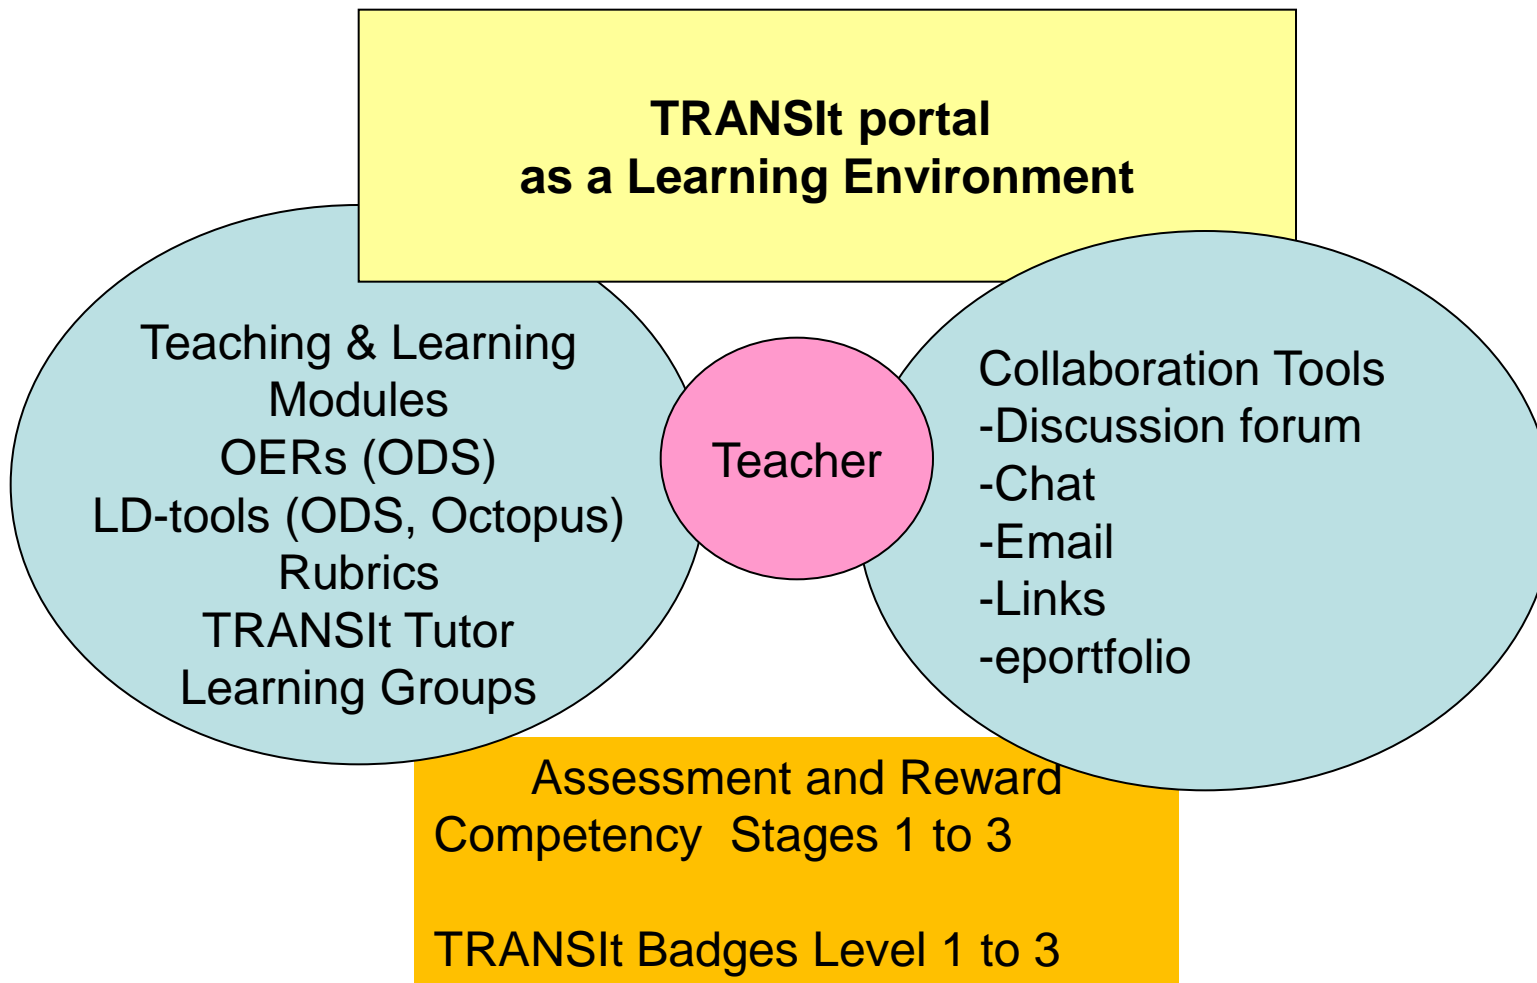 TRANSIt portal
as a Learning Environment
Teaching & Learning
Modules
OERs (ODS)
LD-tools (ODS, Octopus)
Rubrics
TRANSIt Tutor
Learning Groups
Teacher
Collaboration Tools
-Discussion forum
-Chat
-Email
-Links
-eportfolio
Assessment and Reward
Competency  Stages 1 to 3
TRANSIt Badges Level 1 to 3